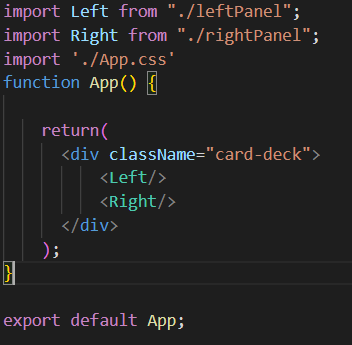 import Left from "./leftPanel";
import Right from "./rightPanel";
import './App.css'
function App() {
return(
<div className="card-deck">
<Left/>
<Right/>
</div>
);
}
export default App;